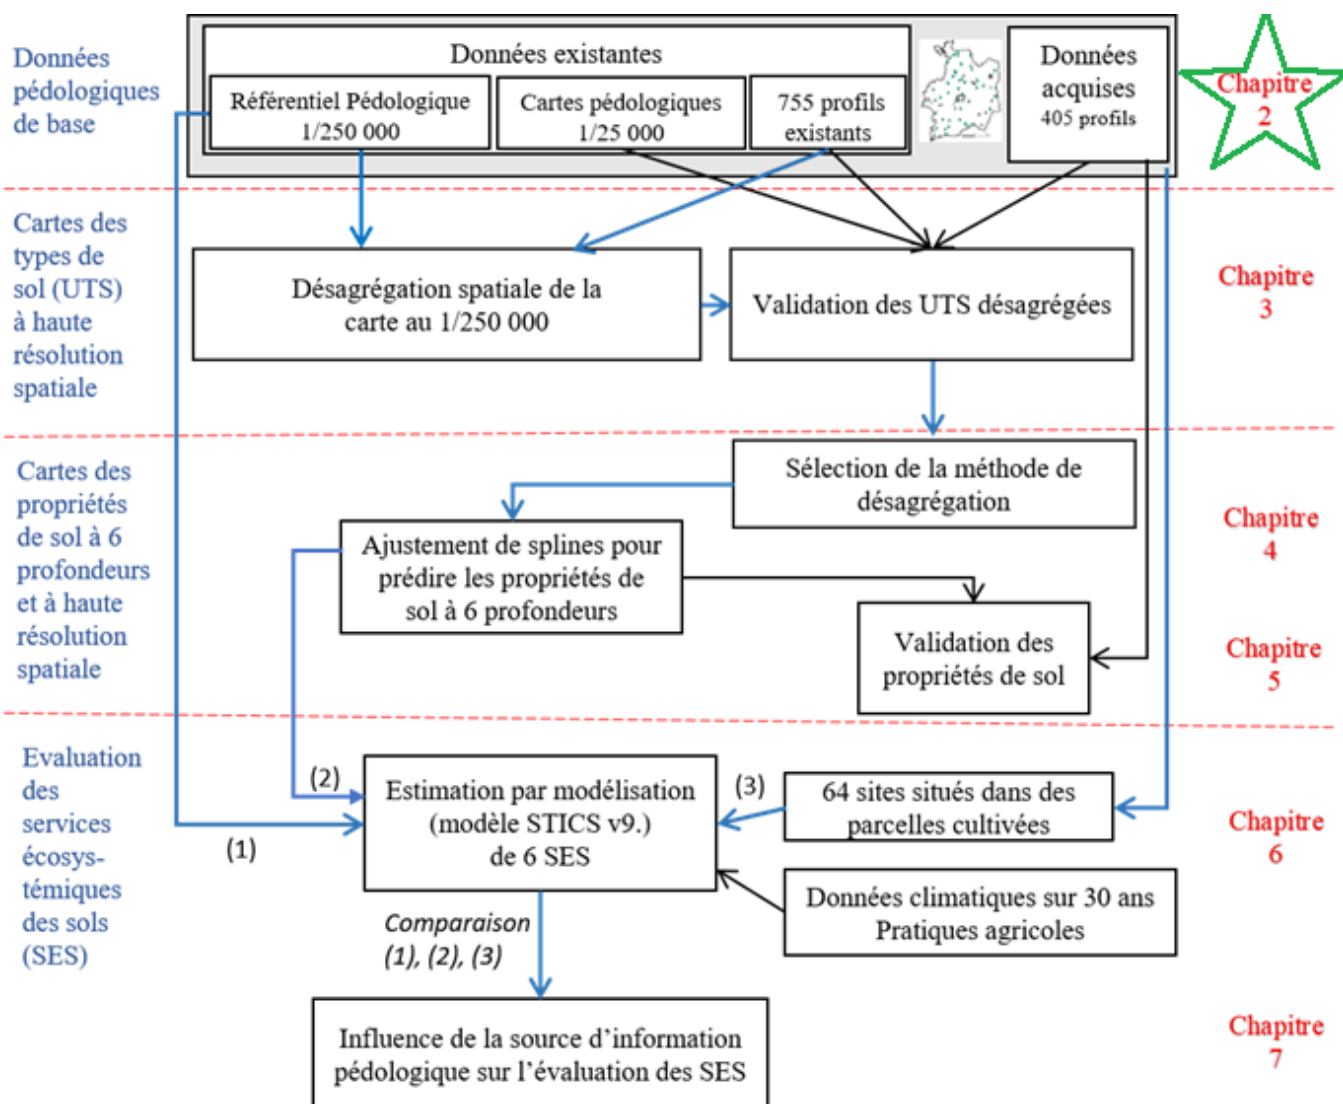 Données
pédologiques
de base
Données existantes
Référentiel Pédologique
1/250 000
Cartes pédologiques
1/25 000
755 profils
existants
Données
acquises
405 profils
Chapitre
2
Cartes des
types de
sol (UTS)
à haute
résolution
spatiale
Désagrégation spatiale de la
carte au 1/250 000
Validation des UTS désagrégées
Chapitre
3
Cartes des
propriétés
de sol à 6
profondeurs
et à haute
résolution
spatiale
Sélection de la méthode de
désagrégation
Ajustement de splines pour
prédire les propriétés de
sol à 6 profondeurs
Chapitre
4
Validation des
propriétés de sol
Chapitre
5
Evaluation
des
services
écosys-
témiques
des sols
(SES)
(2)
(1)
Estimation par modélisation
(modèle STICS v9.)
de 6 SES
(3)
64 sites situés dans des
parcelles cultivées
Chapitre
6
Données climatiques sur 30 ans
Pratiques agricoles
Comparaison
(1), (2), (3)
Influence de la source d’information
pédologique sur l’évaluation des SES
Chapitre
7